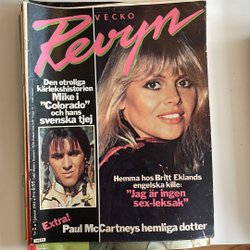 VECKO
Revyn
Den otroliga
kärlekshistorien
Mike i
"Colorado"
och hans
svenska tjej
Hemma hos Britt Eklands
engelska kille:
"Jag är ingen
sex-leksak"
Extra!
Paul McCartneys hemliga dotter